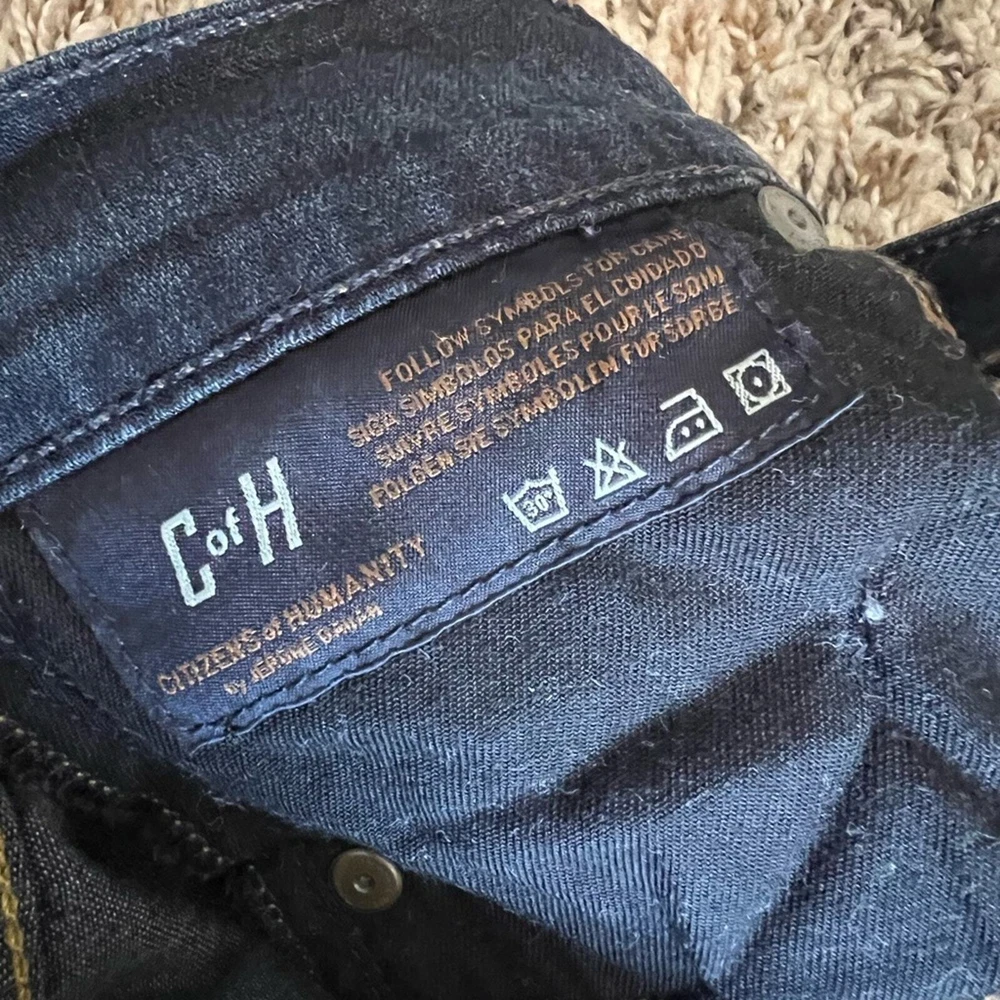 FOLLOW SYMBOLS FOR CARE
SIGA SIMBOLOS PARA EL CUIDADO
SUIVRE SYMBOLES POUR LE SOIN
FOLGEN SIE SYMBOLEN FUR SORGE
30°
C of H
CITIZENS of HUMANITY
by JEROME DAHAN